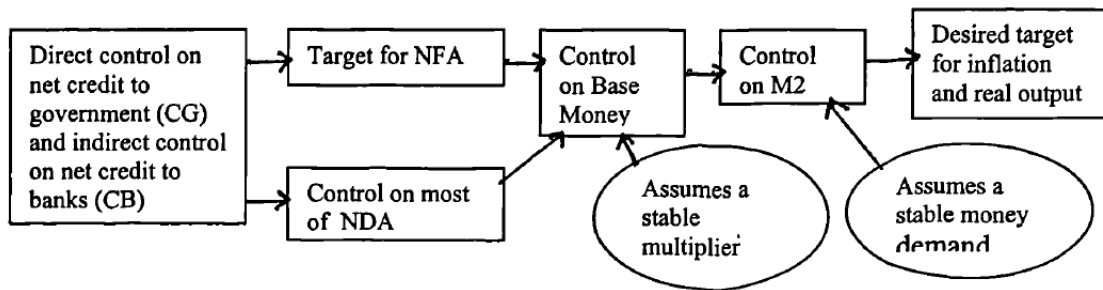 Direct control on
net credit to
government (CG)
and indirect control
on net credit to
banks (CB)
Target for NFA
Control on most
of NDA
Control
on Base
Money
Control
on M2
Desired target
for inflation
and real output
Assumes a
stable
multiplier
Assumes a
stable money
demand